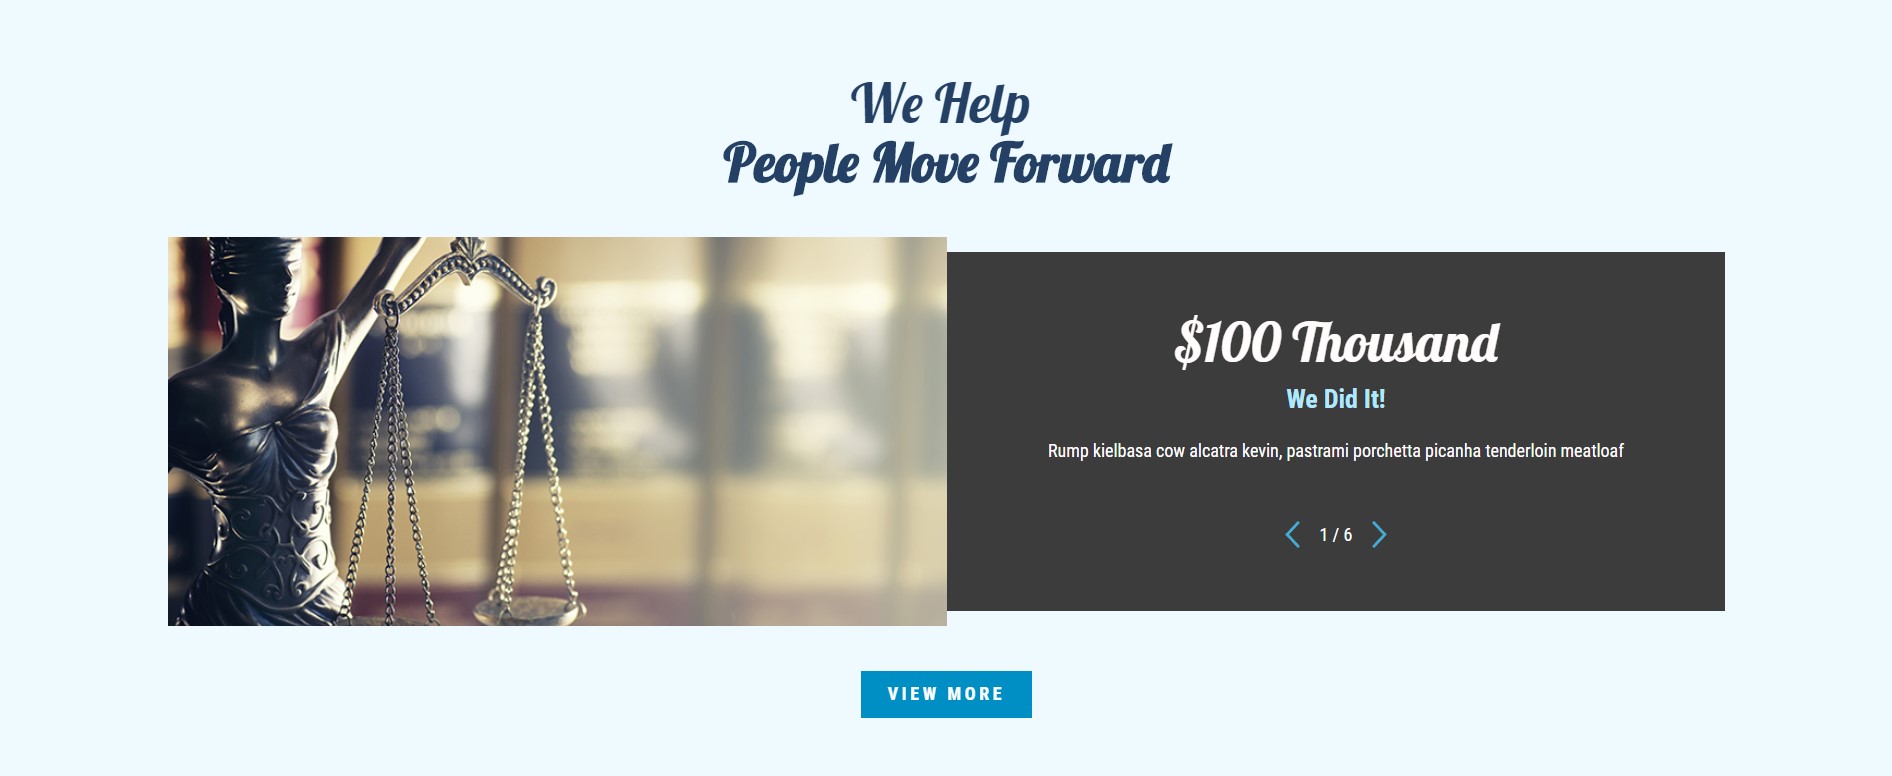 We Help
People Move Forward
$100 Thousand
We Did It!
Rump kielbasa cow alcatra kevin, pastrami porchetta picanha tenderloin meatloaf
1 / 6
VIEW MORE